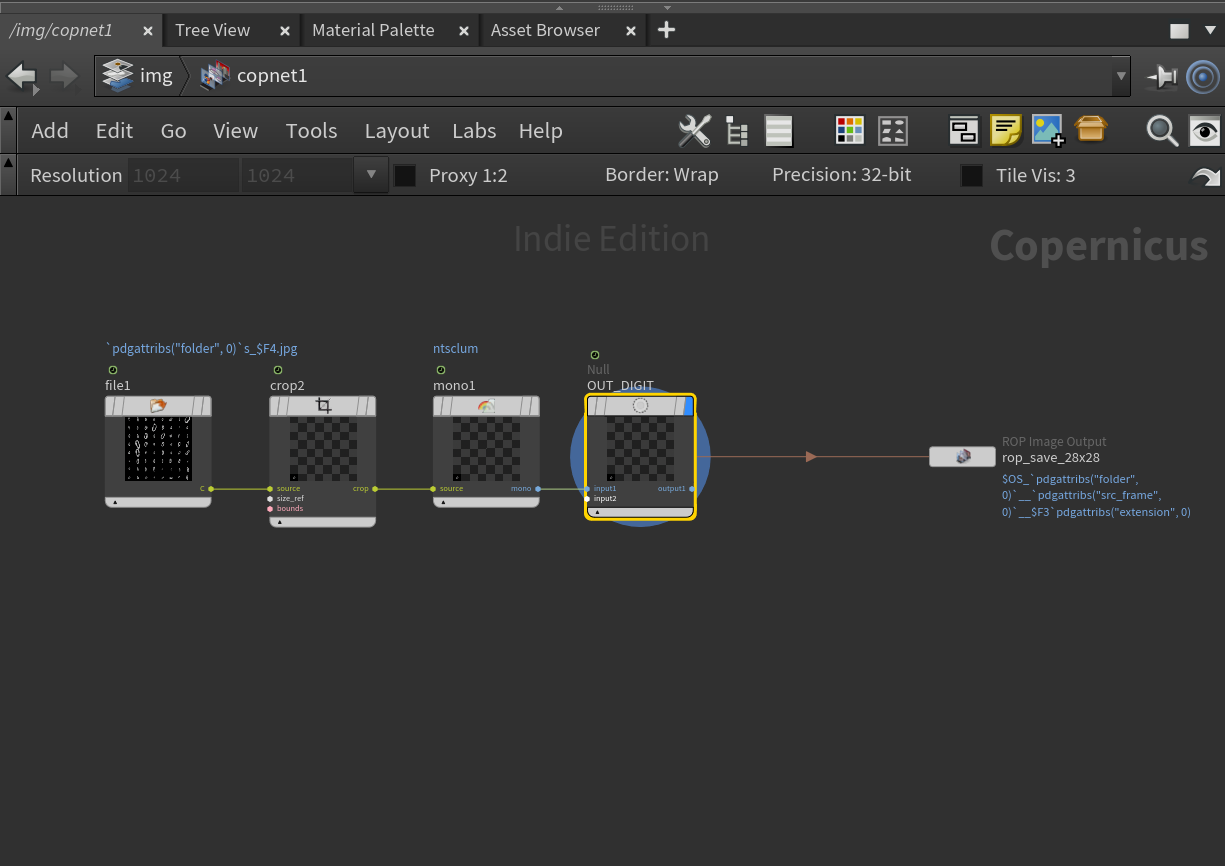 /img/copnet1 × Tree View × Material Palette × Asset Browser × +
img copnet1
Add Edit Go View Tools Layout Labs Help
Resolution 1024 1024 Proxy 1:2 Border: Wrap Precision: 32-bit Tile Vis: 3
Indie Edition
Copernicus
`pdgattribs("folder", 0)`s_$F4.jpg
file1
C
crop2
source crop
size_ref
bounds
ntsclum
mono1
source mono
Null
OUT_DIGIT
input1 output1
input2
ROP Image Output
rop_save_28x28
$OS_`pdgattribs("folder",
0)`__`pdgattribs("src_frame",
0)`__$F3`pdgattribs("extension", 0)